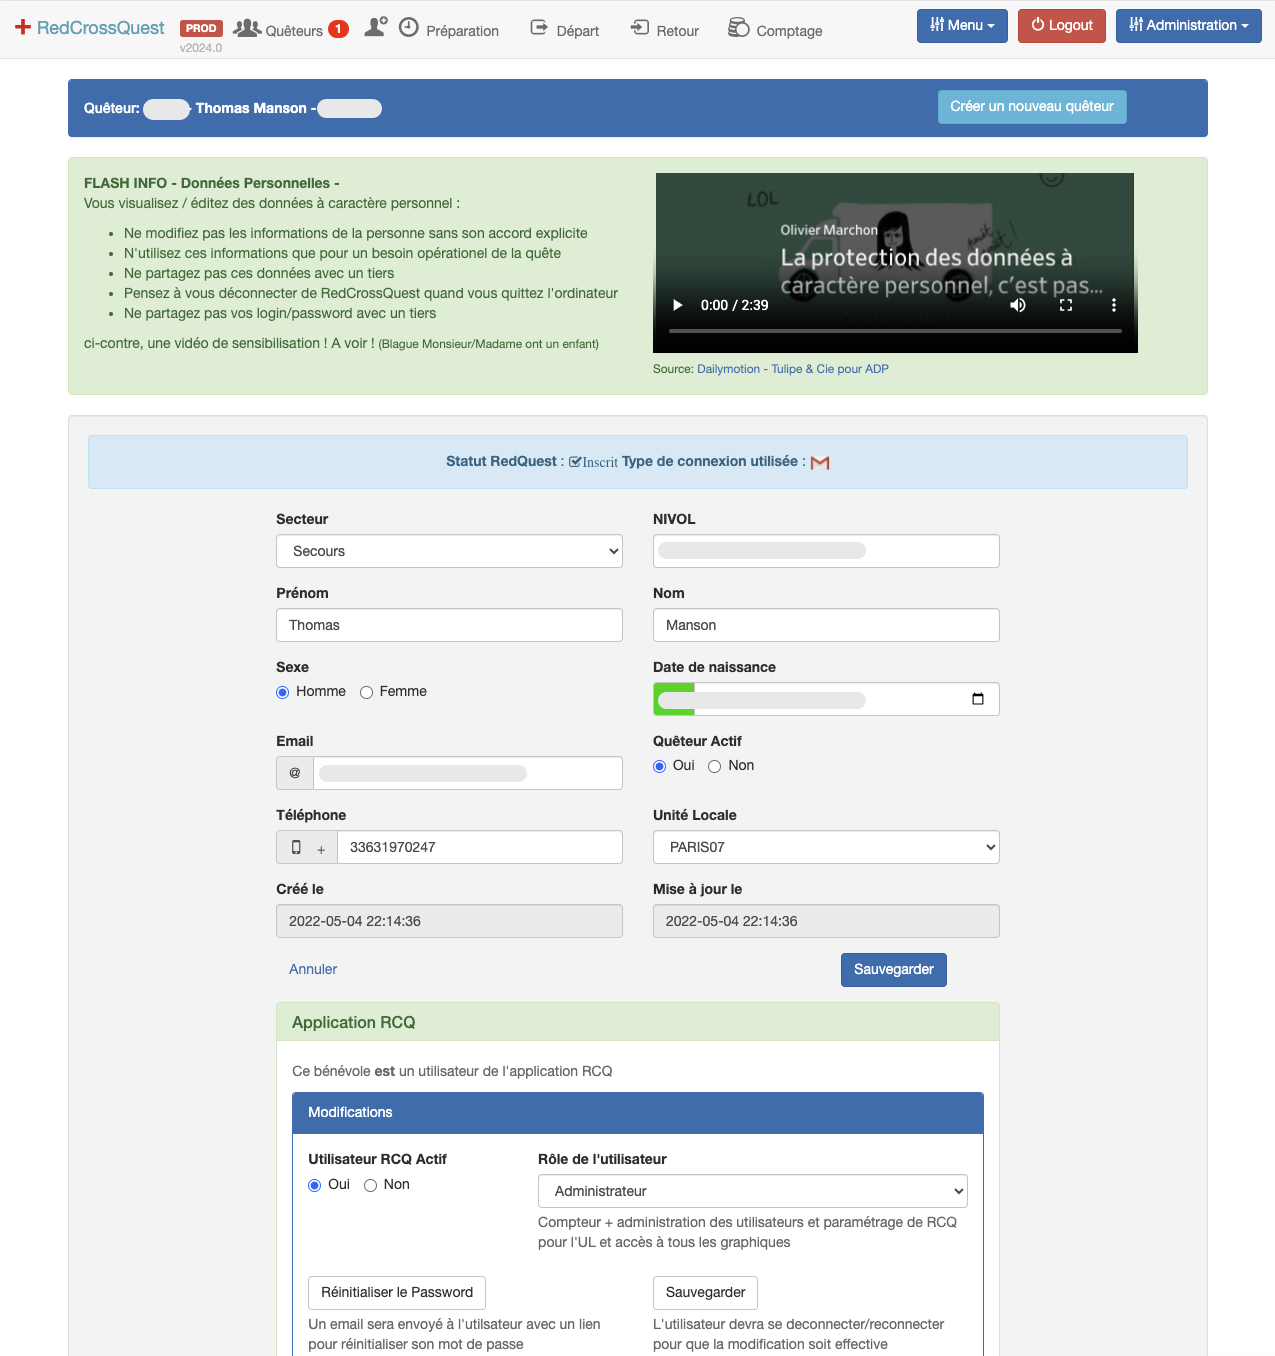 RedCrossQuest PROD v2024.0 Quêteurs 1 Préparation Départ Retour Comptage Menu Logout Administration
Quêteur: - Thomas Manson - Créer un nouveau quêteur
FLASH INFO - Données Personnelles -
Vous visualisez / éditez des données à caractère personnel :
Ne modifiez pas les informations de la personne sans son accord explicite
N'utilisez ces informations que pour un besoin opérationel de la quête
Ne partagez pas ces données avec un tiers
Pensez à vous déconnecter de RedCrossQuest quand vous quittez l'ordinateur
Ne partagez pas vos login/password avec un tiers
ci-contre, une vidéo de sensibilisation ! A voir ! (Blague Monsieur/Madame ont un enfant)
LOL
Olivier Marchon
La protection des données à
caractère personnel, c'est pas...
0:00 / 2:39
Source: Dailymotion - Tulipe & Cie pour ADP
Statut RedQuest : Inscrit Type de connexion utilisée :
Secteur NIVOL
Secours
Prénom Nom
Thomas Manson
Sexe Date de naissance
Homme Femme
Email Quêteur Actif
@ Oui Non
Téléphone Unité Locale
+ 33631970247 PARIS07
Créé le Mise à jour le
2022-05-04 22:14:36 2022-05-04 22:14:36
Annuler Sauvegarder
Application RCQ
Ce bénévole est un utilisateur de l'application RCQ
Modifications
Utilisateur RCQ Actif Rôle de l'utilisateur
Oui Non Administrateur
Compteur + administration des utilisateurs et paramétrage de RCQ
pour l'UL et accès à tous les graphiques
Réinitialiser le Password Sauvegarder
Un email sera envoyé à l'utilsateur avec un lien L'utilisateur devra se deconnecter/reconnecter
pour réinitialiser son mot de passe pour que la modification soit effective